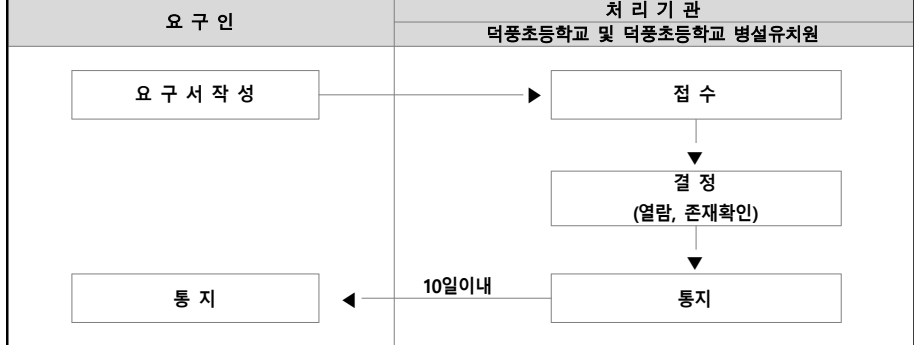 요 구 인
처 리 기 관
덕풍초등학교 및 덕풍초등학교 병설유치원
요 구 서 작 성
접 수
결 정
(열람, 존재확인)
통 지
10일이내
통지